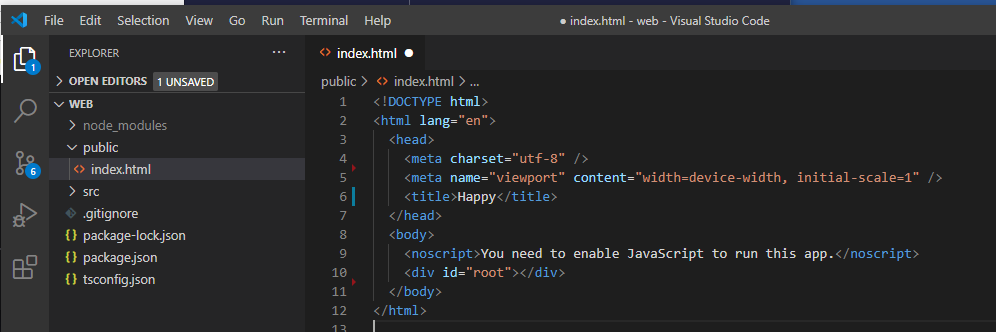 File Edit Selection View Go Run Terminal Help
● index.html - web - Visual Studio Code
EXPLORER ...
1
6
OPEN EDITORS 1 UNSAVED
WEB
node_modules
public
<> index.html
src
.gitignore
{} package-lock.json
{} package.json
{} tsconfig.json
<> index.html ●
public > <> index.html > ...
1 <!DOCTYPE html>
2 <html lang="en">
3 <head>
4 <meta charset="utf-8" />
5 <meta name="viewport" content="width=device-width, initial-scale=1" />
6 <title>Happy</title>
7 </head>
8 <body>
9 <noscript>You need to enable JavaScript to run this app.</noscript>
10 <div id="root"></div>
11 </body>
12 </html>
13